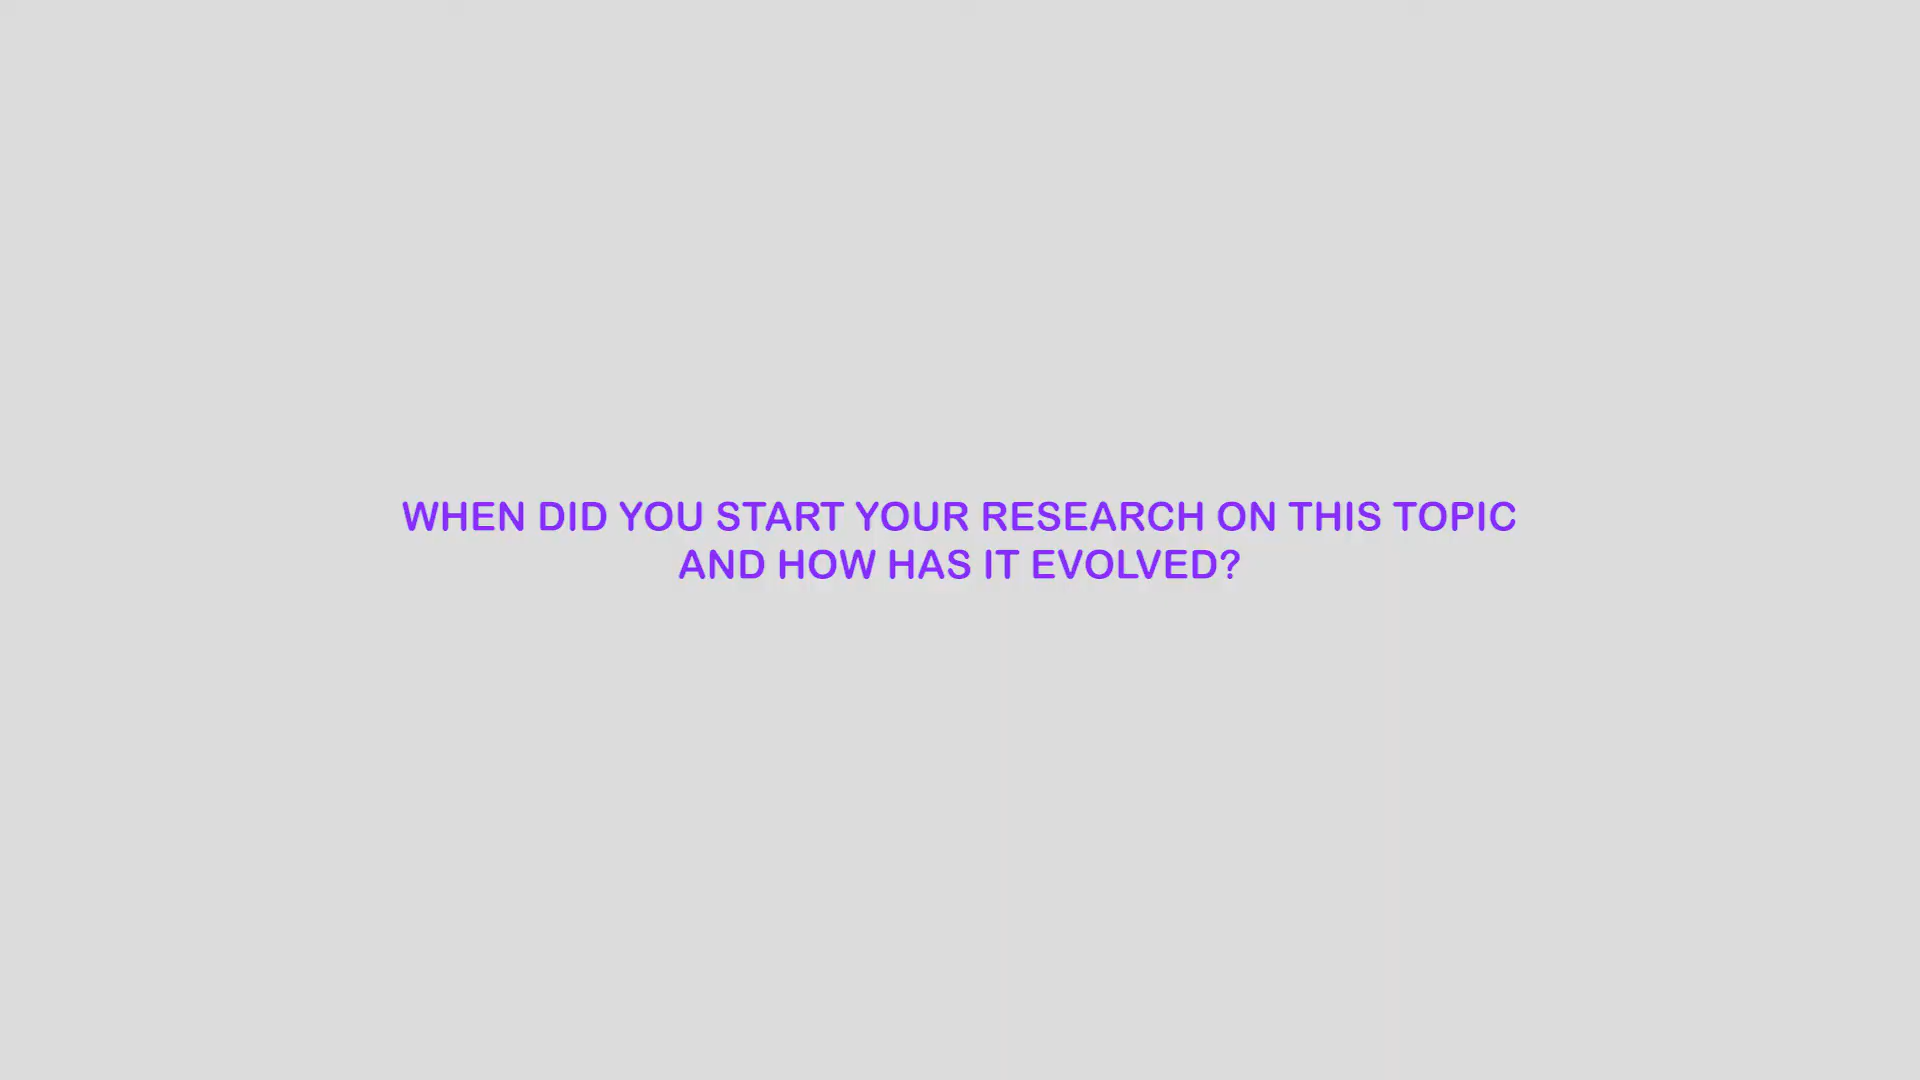 WHEN DID YOU START YOUR RESEARCH ON THIS TOPIC
AND HOW HAS IT EVOLVED?